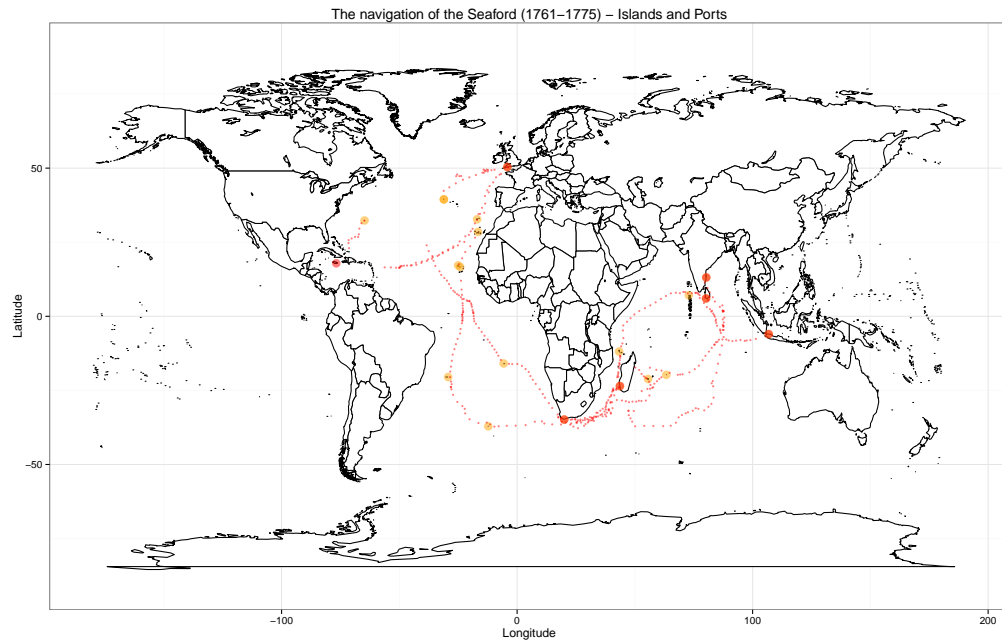 The navigation of the Seaford (1761–1775) – Islands and Ports
50
0
−50
Latitude
−100
0
100
200
Longitude